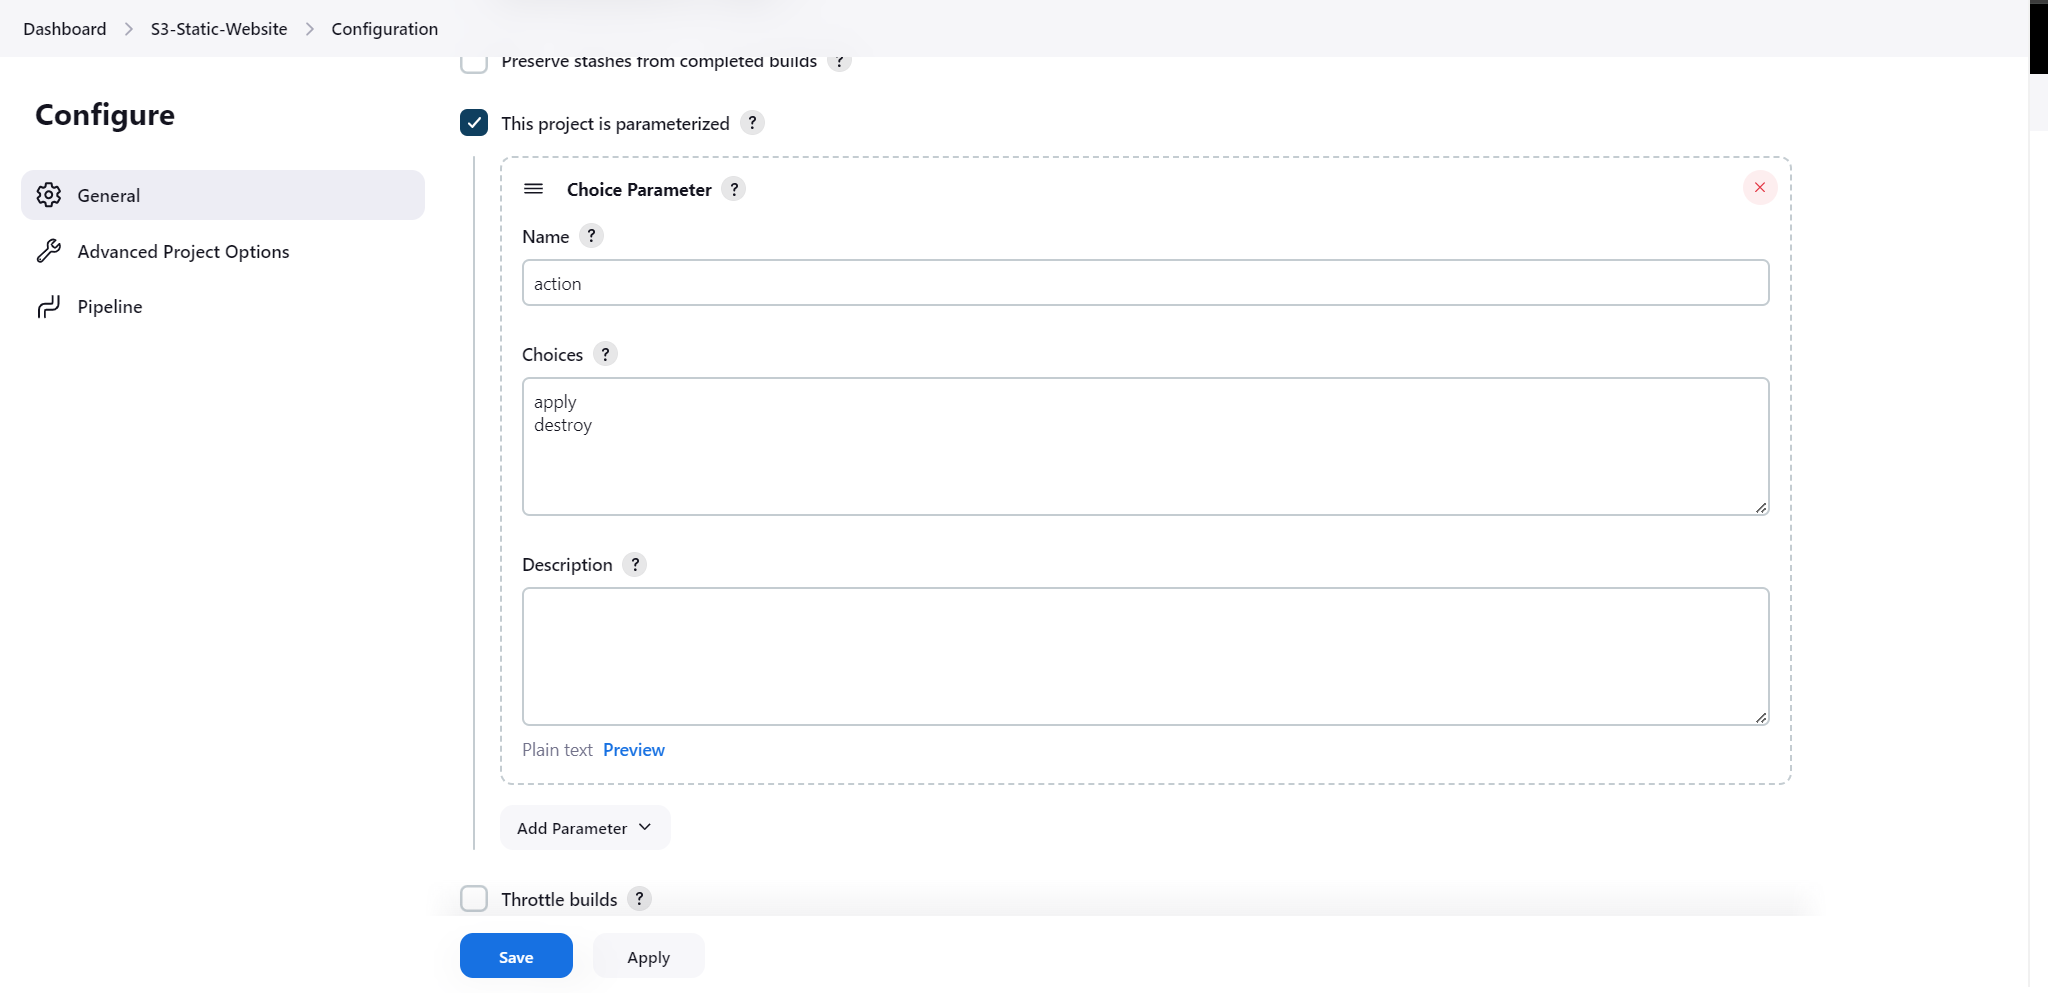 Dashboard > S3-Static-Website > Configuration
Preserve stashes from completed builds ?
Configure
This project is parameterized ?
General
Advanced Project Options
Pipeline
Choice Parameter ?
Name ?
action
Choices ?
apply
destroy
Description ?
Plain text Preview
Add Parameter
Throttle builds ?
Save Apply